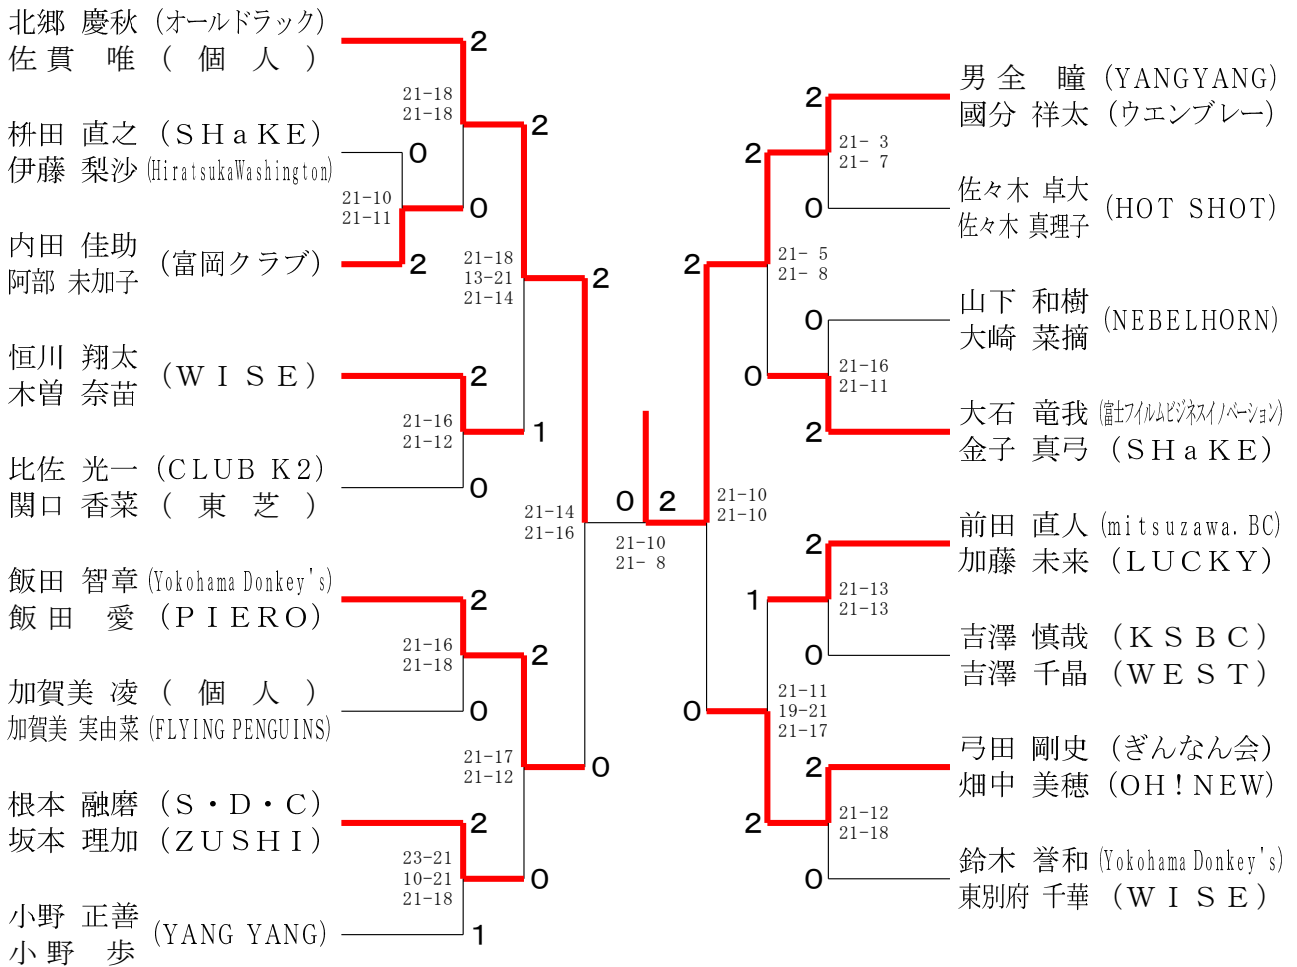 北郷 慶秋 (オールドラック)
佐貫 唯 (個人)
2
21-18
21-18
2
枡田 直之 (SHaKE)
伊藤 梨沙 (HiratsukaWashington)
0
21-10
21-11
0
内田 佳助
阿部 未加子
(富岡クラブ)
2
21-18
13-21
21-14
2
恒川 翔太
木曽 奈苗
(WISE)
2
21-16
21-12
1
比佐 光一 (CLUB K2)
関口 香菜 (東芝)
0
21-14
21-16
0 2
21-10
21- 8
飯田 智章 (Yokohama Donkey's)
飯田 愛 (PIERO)
2
21-16
21-18
2
加賀美 凌 (個人)
加賀美 実由菜 (FLYING PENGUINS)
0
21-17
21-12
0
根本 融磨 (S・D・C)
坂本 理加 (ZUSHI)
2
23-21
10-21
21-18
0
小野 正善
小野 歩
(YANG YANG)
1
男全 瞳 (YANGYANG)
國分 祥太 (ウエンブレー)
2
21- 3
21- 7
2
佐々木 卓大
佐々木 真理子
(HOT SHOT)
0
21- 5
21- 8
2
山下 和樹
大崎 菜摘
(NEBELHORN)
0
21-16
21-11
0
大石 竜我 (富士フイルムビジネスイノベーション)
金子 真弓 (SHaKE)
2
21-10
21-10
前田 直人 (mitsuzawa.BC)
加藤 未来 (LUCKY)
2
21-13
21-13
1
吉澤 慎哉 (KSBC)
吉澤 千晶 (WEST)
0
21-11
19-21
21-17
0
弓田 剛史 (ぎんなん会)
畑中 美穂 (OH!NEW)
2
21-12
21-18
2
鈴木 誉和 (Yokohama Donkey's)
東別府 千華 (WISE)
0